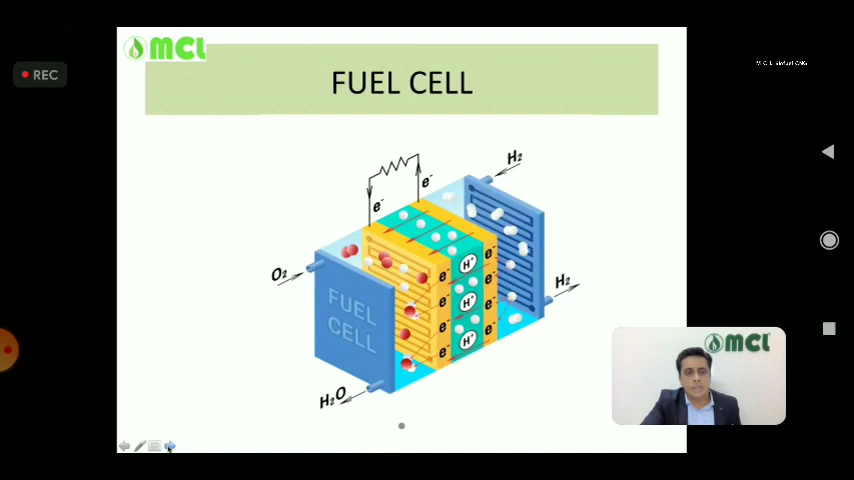 MCL
REC
FUEL CELL
H₂
e⁻
e⁻
O₂
H⁺
e⁻
e⁻
H₂
FUEL
CELL
e⁻
e⁻
H⁺
e⁻
e⁻
H⁺
e⁻
e⁻
H₂O
MCL